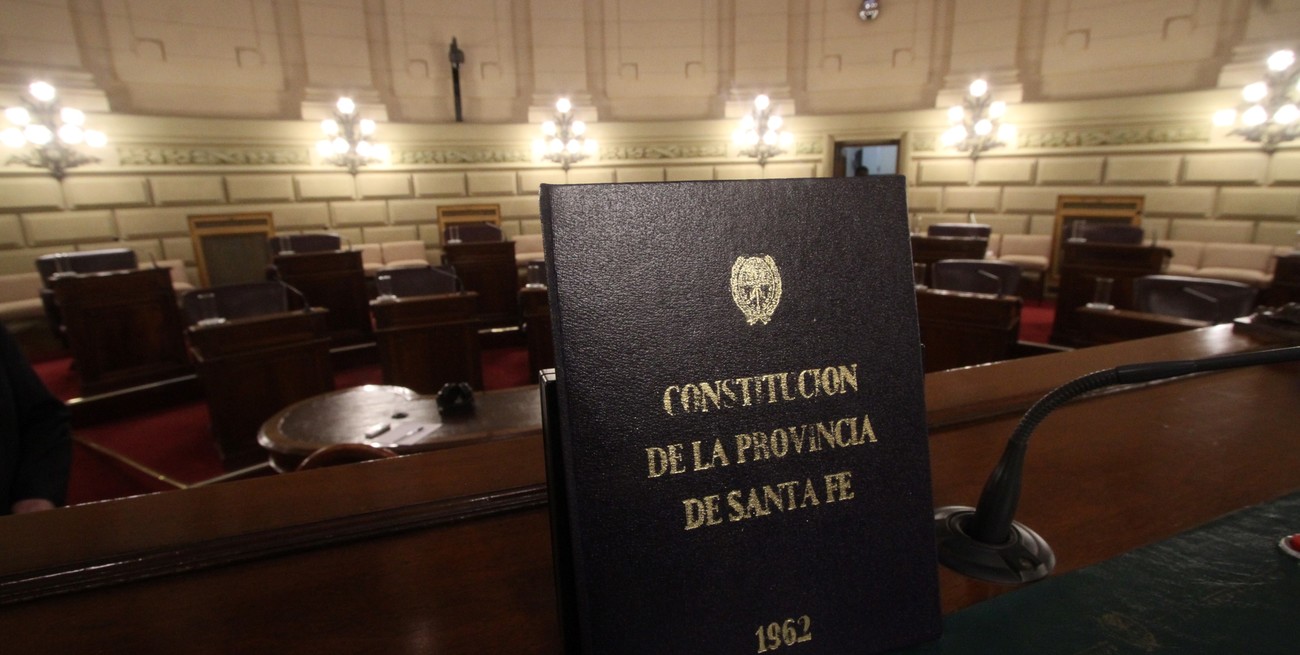 CONSTITUCION
DE LA PROVINCIA
DE SANTA FE
1962